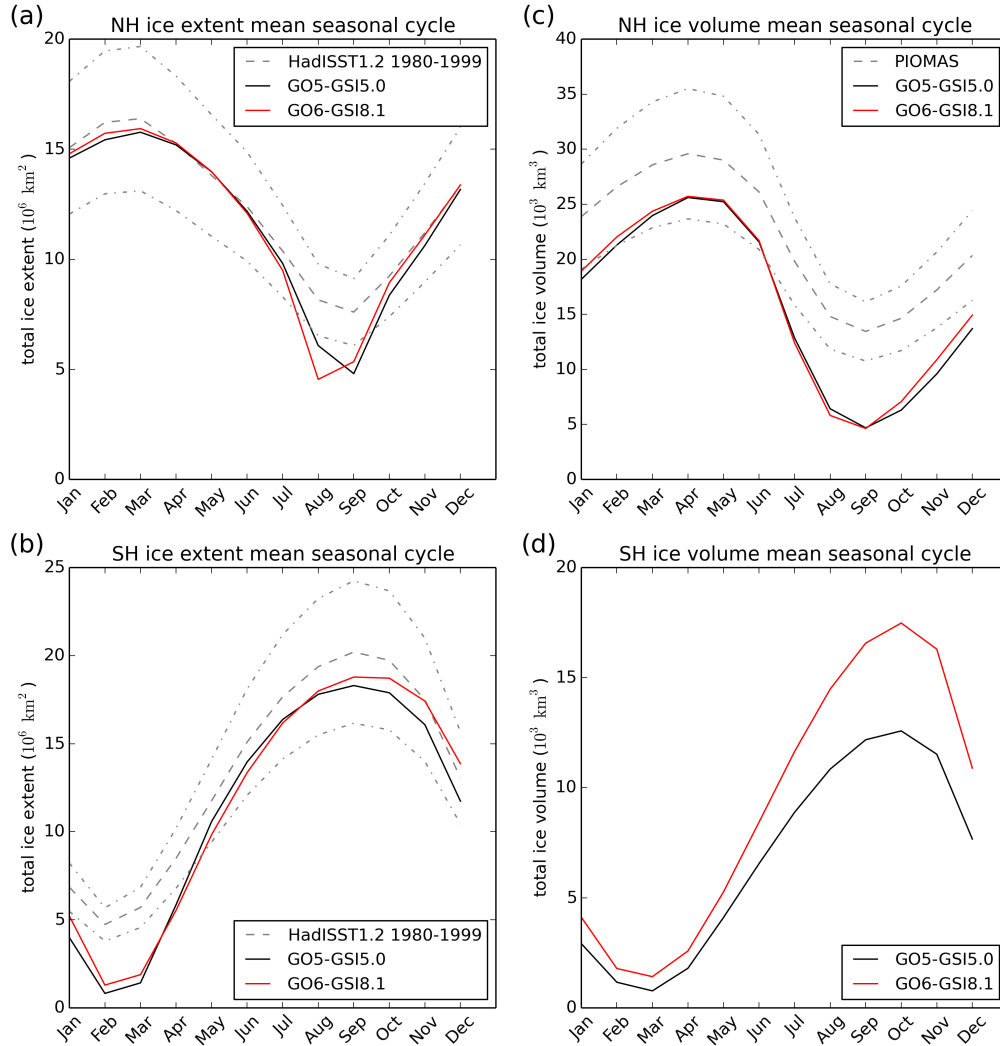 (a)
NH ice extent mean seasonal cycle
20
15
10
5
0
total ice extent (10⁶ km²)
HadISST1.2 1980-1999
GO5-GSI5.0
GO6-GSI8.1
Jan Feb Mar Apr May Jun Jul Aug Sep Oct Nov Dec
(c)
NH ice volume mean seasonal cycle
40
35
30
25
20
15
10
5
0
total ice volume (10³ km³)
PIOMAS
GO5-GSI5.0
GO6-GSI8.1
Jan Feb Mar Apr May Jun Jul Aug Sep Oct Nov Dec
(b)
SH ice extent mean seasonal cycle
25
20
15
10
5
0
total ice extent (10⁶ km²)
HadISST1.2 1980-1999
GO5-GSI5.0
GO6-GSI8.1
Jan Feb Mar Apr May Jun Jul Aug Sep Oct Nov Dec
(d)
SH ice volume mean seasonal cycle
20
15
10
5
0
total ice volume (10³ km³)
GO5-GSI5.0
GO6-GSI8.1
Jan Feb Mar Apr May Jun Jul Aug Sep Oct Nov Dec